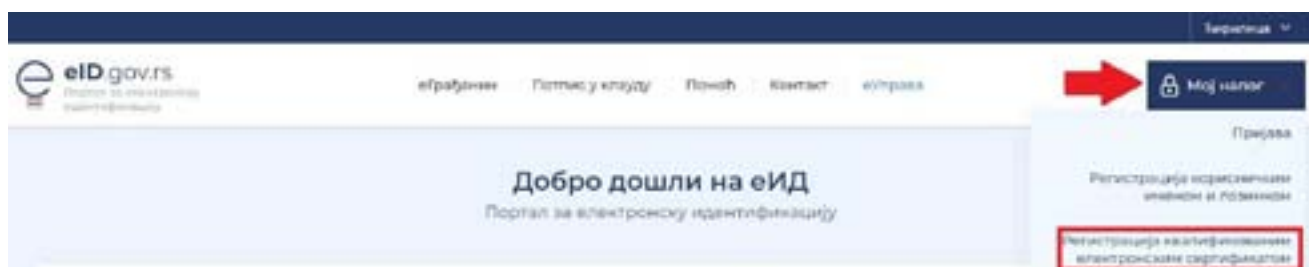 Ћирилица
eID.gov.rs
Портал за електронску
идентификацију
еГрађанин Потпис у клауду Помоћ Контакт еУправа
Мој налог
Пријава
Регистрација корисничким
именом и лозинком
Регистрација квалификованим
електронским сертификатом
Добро дошли на еИД
Портал за електронску идентификацију